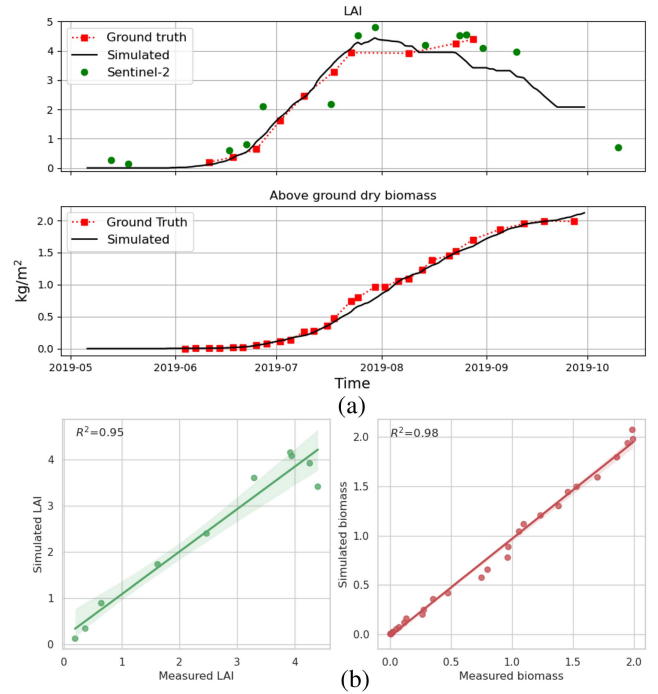 LAI
5
4
3
2
1
0
Ground truth
Simulated
Sentinel-2
Above ground dry biomass
kg/m²
2.0
1.5
1.0
0.5
0.0
Ground Truth
Simulated
2019-05 2019-06 2019-07 2019-08 2019-09 2019-10
Time
(a)
R²=0.95
Simulated LAI
4
3
2
1
0
0 1 2 3 4
Measured LAI
R²=0.98
Simulated biomass
2.0
1.5
1.0
0.5
0.0
0.0 0.5 1.0 1.5 2.0
Measured biomass
(b)